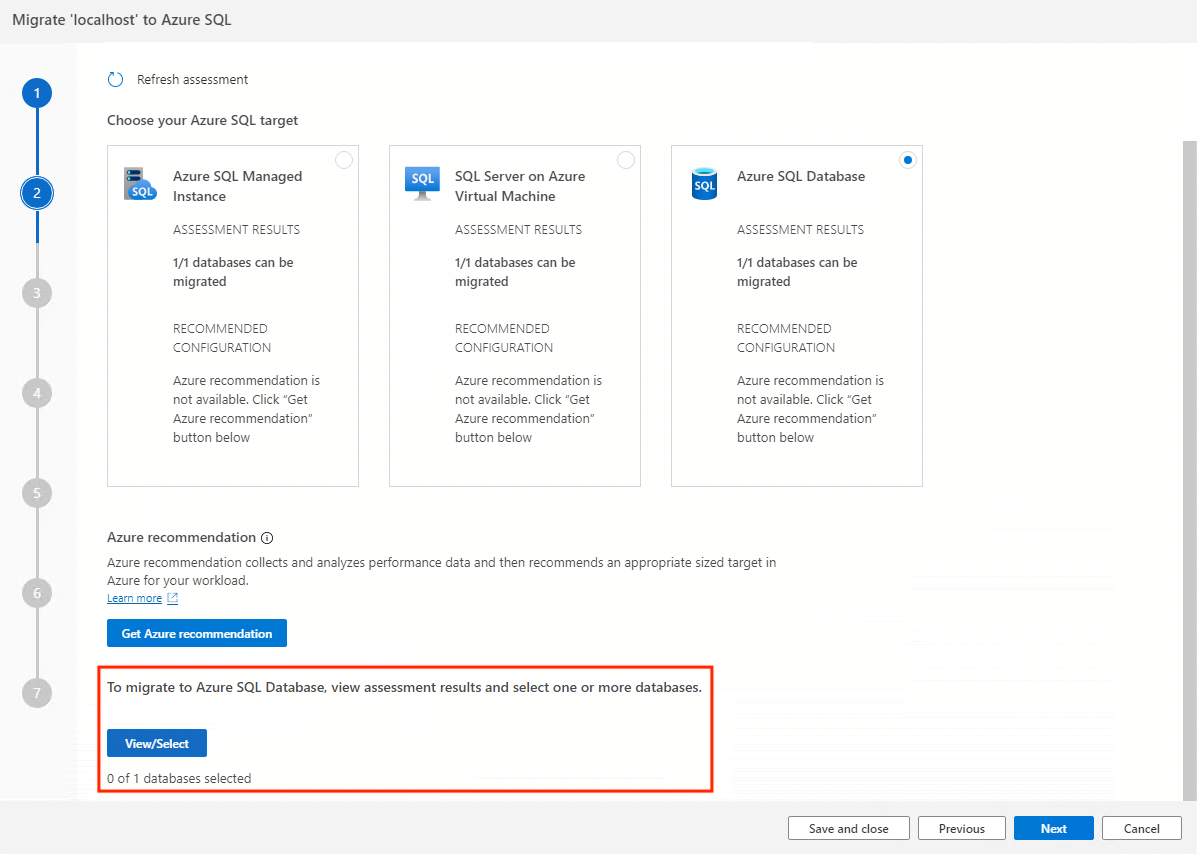 Migrate 'localhost' to Azure SQL
1
2
3
4
5
6
7
Refresh assessment
Choose your Azure SQL target
SQL
Azure SQL Managed
Instance
ASSESSMENT RESULTS
1/1 databases can be
migrated
RECOMMENDED
CONFIGURATION
Azure recommendation is
not available. Click “Get
Azure recommendation”
button below
SQL
SQL Server on Azure
Virtual Machine
ASSESSMENT RESULTS
1/1 databases can be
migrated
RECOMMENDED
CONFIGURATION
Azure recommendation is
not available. Click “Get
Azure recommendation”
button below
SQL
Azure SQL Database
ASSESSMENT RESULTS
1/1 databases can be
migrated
RECOMMENDED
CONFIGURATION
Azure recommendation is
not available. Click “Get
Azure recommendation”
button below
Azure recommendation
Azure recommendation collects and analyzes performance data and then recommends an appropriate sized target in
Azure for your workload.
Learn more
Get Azure recommendation
To migrate to Azure SQL Database, view assessment results and select one or more databases.
View/Select
0 of 1 databases selected
Save and close
Previous
Next
Cancel